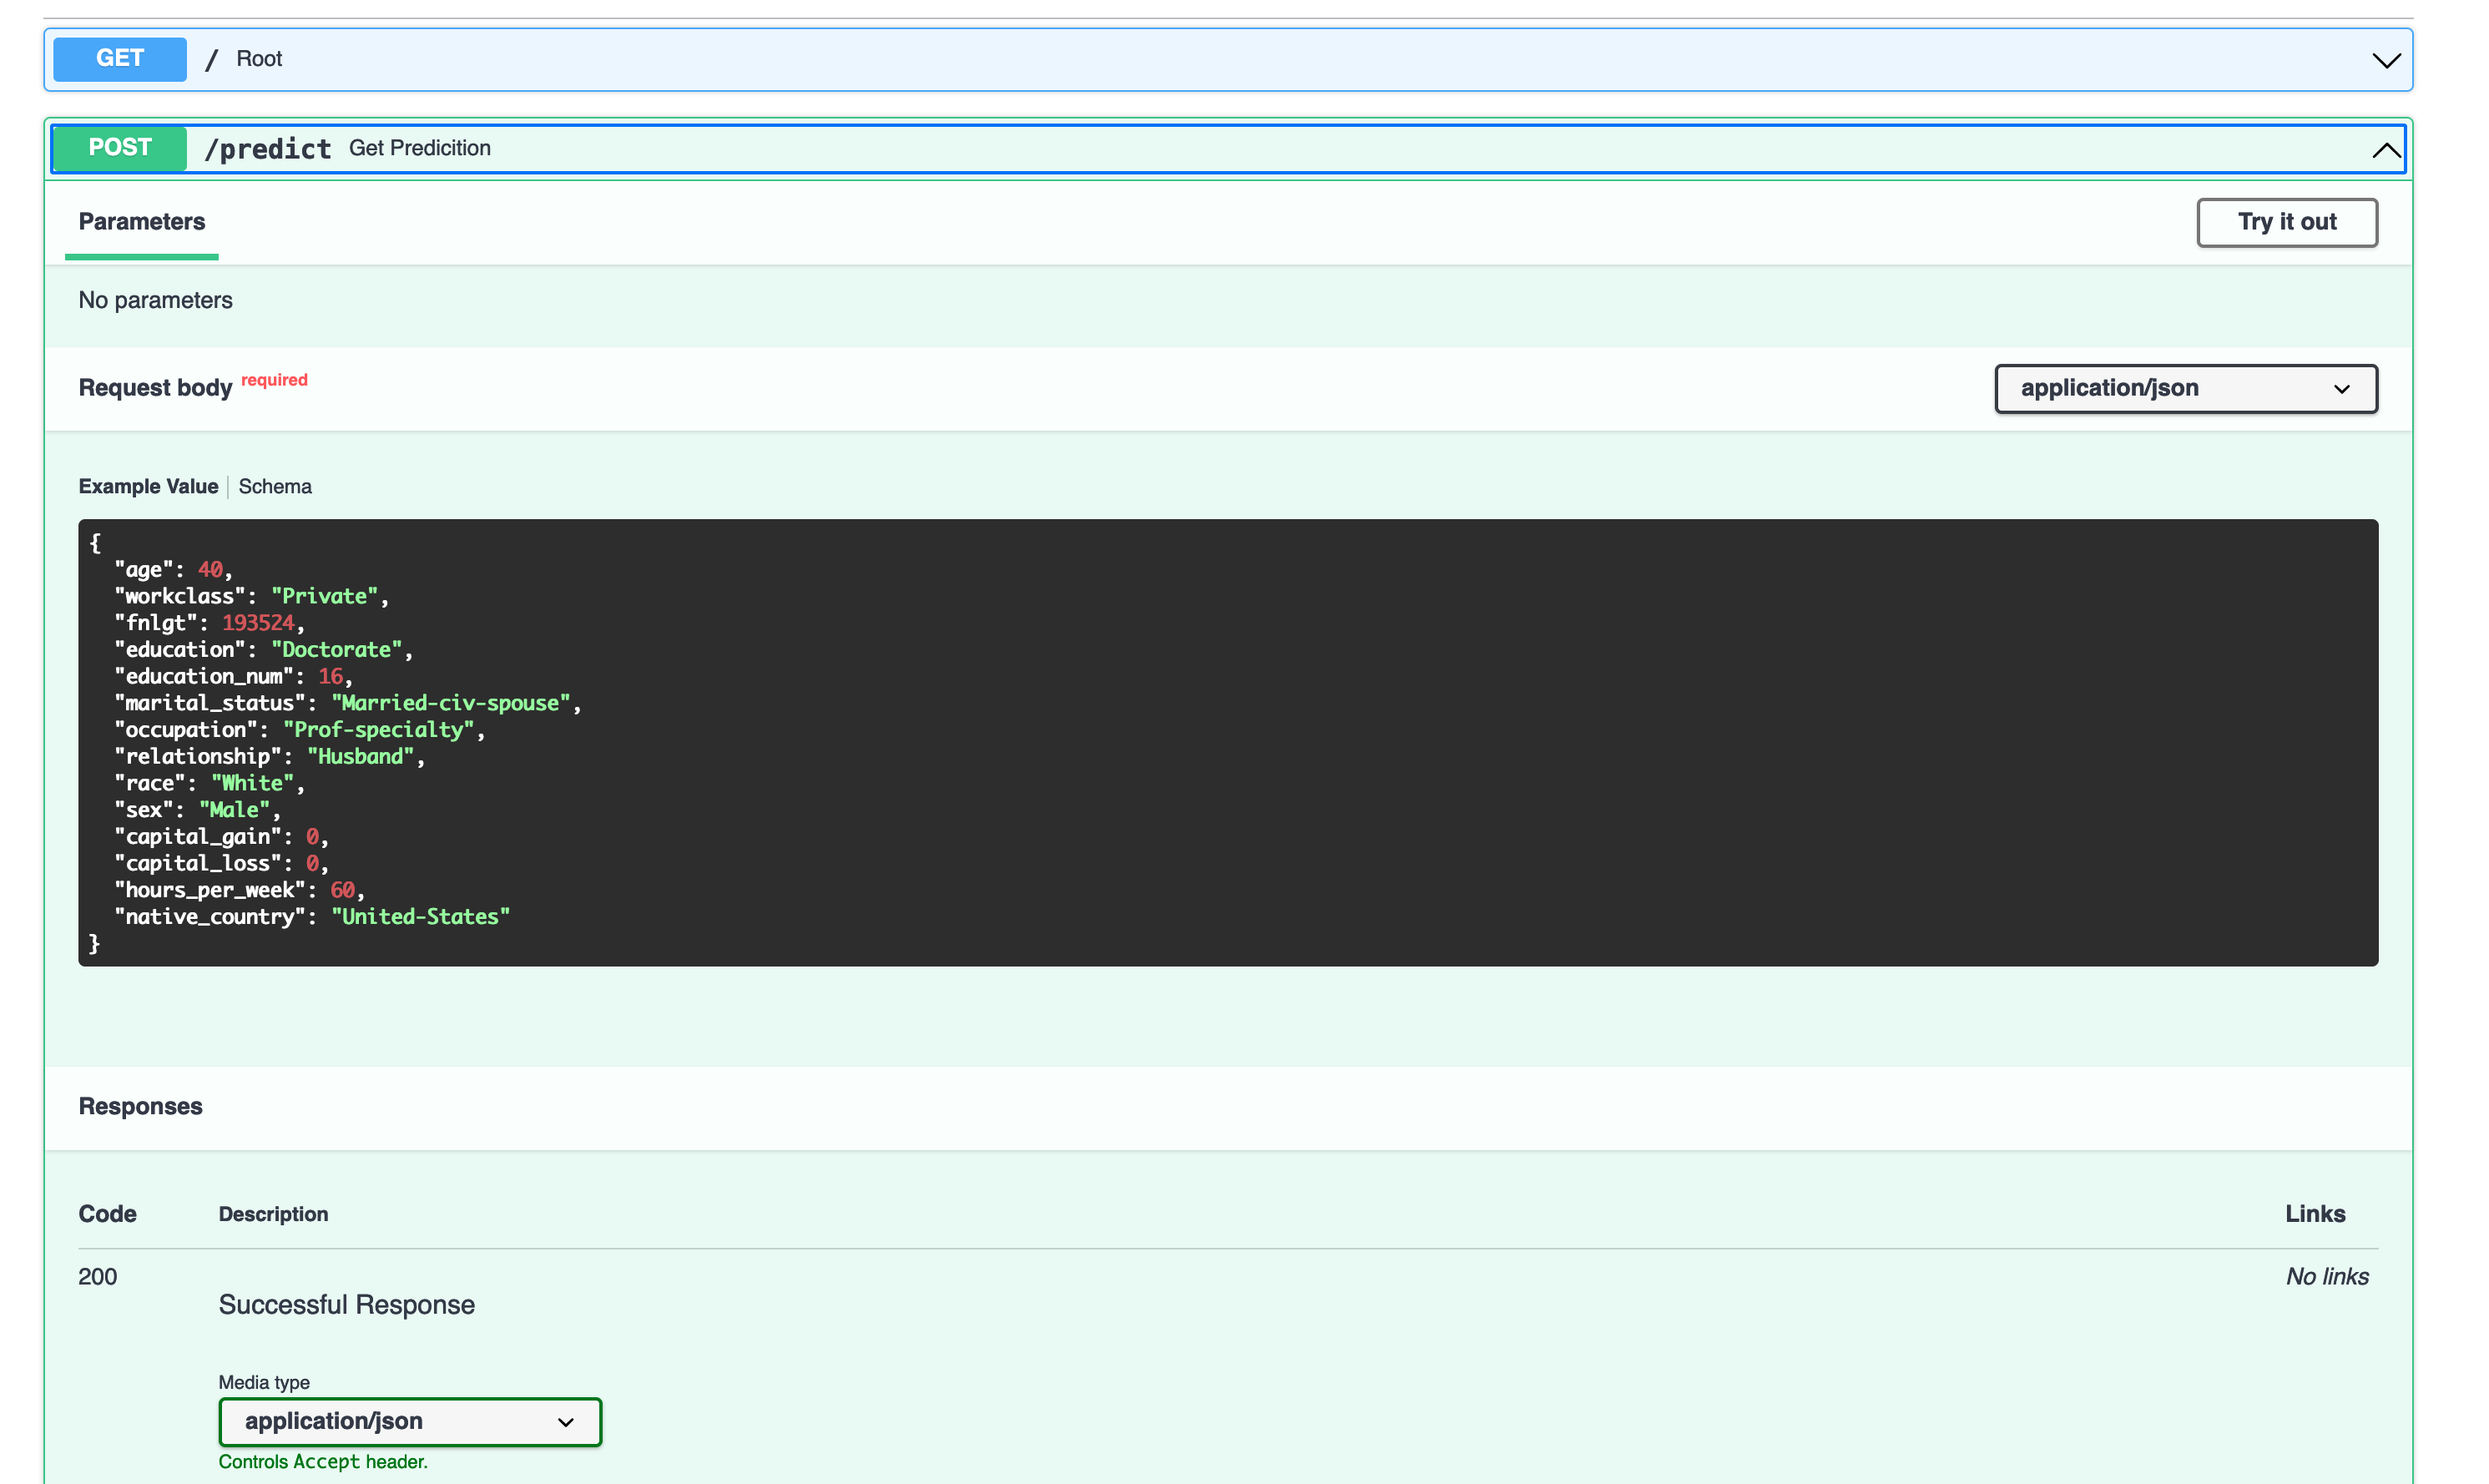 GET / Root
POST /predict Get Predicition
Parameters Try it out
No parameters
Request body required application/json
Example Value Schema
{
"age": 40,
"workclass": "Private",
"fnlgt": 193524,
"education": "Doctorate",
"education_num": 16,
"marital_status": "Married-civ-spouse",
"occupation": "Prof-specialty",
"relationship": "Husband",
"race": "White",
"sex": "Male",
"capital_gain": 0,
"capital_loss": 0,
"hours_per_week": 60,
"native_country": "United-States"
}
Responses
Code Description Links
200 No links
Successful Response
Media type
application/json
Controls Accept header.